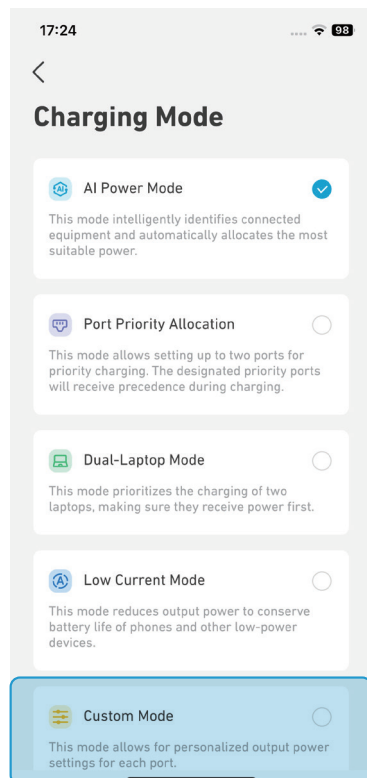 17:24
98
Charging Mode
AI
AI Power Mode
This mode intelligently identifies connected
equipment and automatically allocates the most
suitable power.
Port Priority Allocation
This mode allows setting up to two ports for
priority charging. The designated priority ports
will receive precedence during charging.
Dual-Laptop Mode
This mode prioritizes the charging of two
laptops, making sure they receive power first.
A
Low Current Mode
This mode reduces output power to conserve
battery life of phones and other low-power
devices.
Custom Mode
This mode allows for personalized output power
settings for each port.